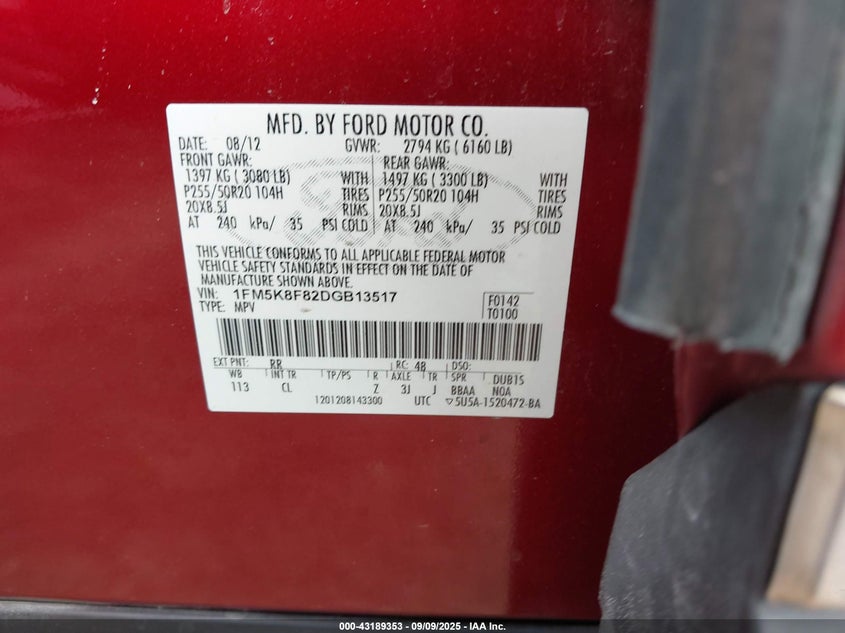 MFD. BY FORD MOTOR CO.
DATE: 08/12 GVWR: 2794 KG ( 6160 LB)
FRONT GAWR: REAR GAWR:
1397 KG ( 3080 LB) WITH 1497 KG ( 3300 LB) WITH
P255/50R20 104H TIRES P255/50R20 104H TIRES
20X8.5J RIMS 20X8.5J RIMS
AT 240 kPa/ 35 PSI COLD AT 240 kPa/ 35 PSI COLD
THIS VEHICLE CONFORMS TO ALL APPLICABLE FEDERAL MOTOR
VEHICLE SAFETY STANDARDS IN EFFECT ON THE DATE OF
MANUFACTURE SHOWN ABOVE.
VIN: 1FM5K8F82DGB13517 F0142
TYPE: MPV T0100
EXT PNT: RR RC: 48 DSO:
WB INT TR TP/PS R AXLE TR SPR DUB15
113 CL Z 3J J BBAA NOA
1201208143300 UTC ▽5U5A-1520472-BA
000-43189353 - 09/09/2025 - IAA Inc.